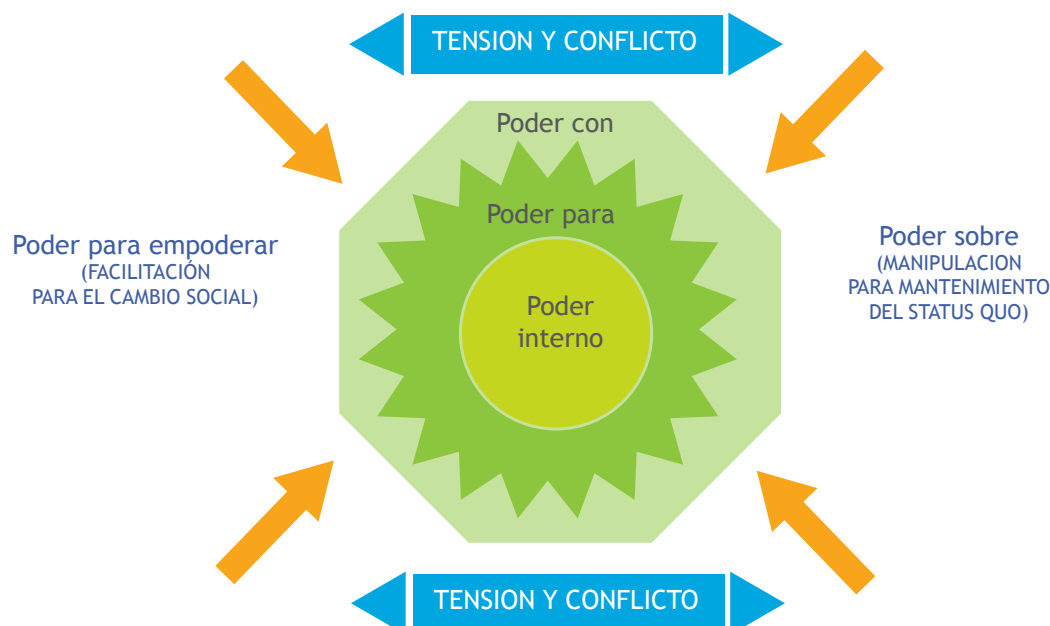 TENSION Y CONFLICTO
Poder con
Poder para
Poder para empoderar
(FACILITACIÓN
PARA EL CAMBIO SOCIAL)
Poder sobre
(MANIPULACION
PARA MANTENIMIENTO
DEL STATUS QUO)
Poder
interno
TENSION Y CONFLICTO